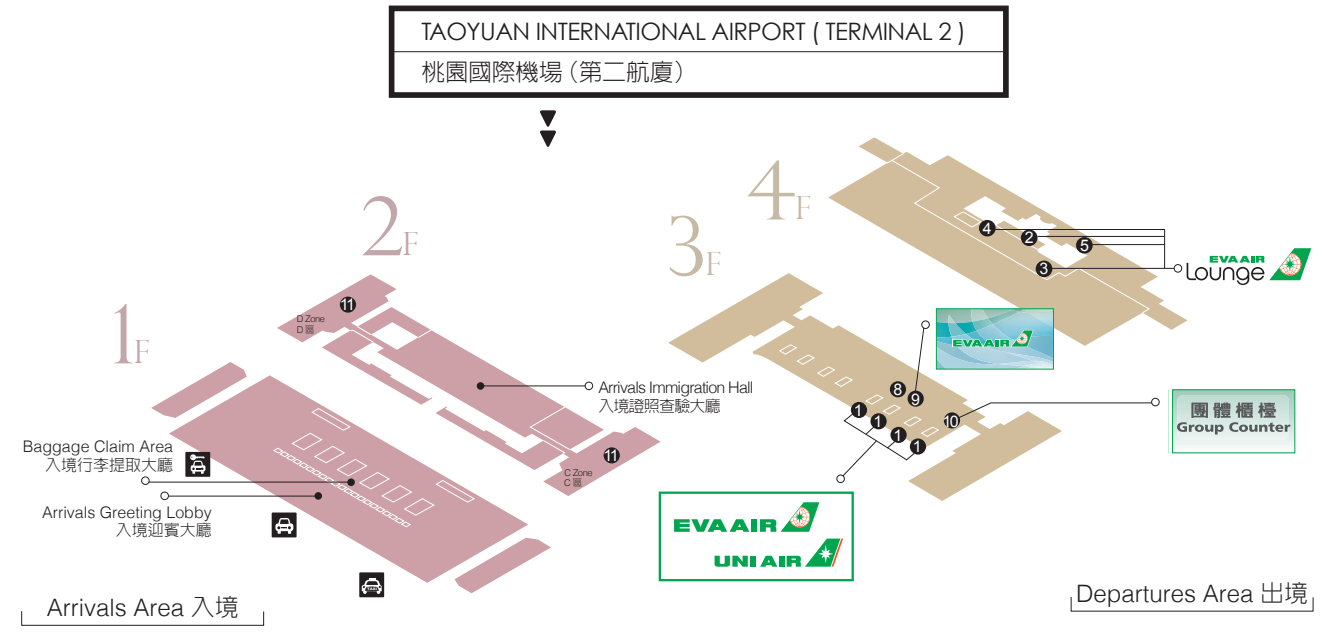 TAOYUAN INTERNATIONAL AIRPORT ( TERMINAL 2 )
桃園國際機場（第二航廈）
4F
4
2
5
3
EVA AIR
Lounge
2F
3F
11
D Zone
D 區
1F
EVA AIR
Arrivals Immigration Hall
入境證照查驗大廳
8
9
1
1
1
1
10
團體櫃檯
Group Counter
11
C Zone
C 區
Baggage Claim Area
入境行李提取大廳
Arrivals Greeting Lobby
入境迎賓大廳
TAXI
EVA AIR
UNI AIR
Arrivals Area 入境
Departures Area 出境